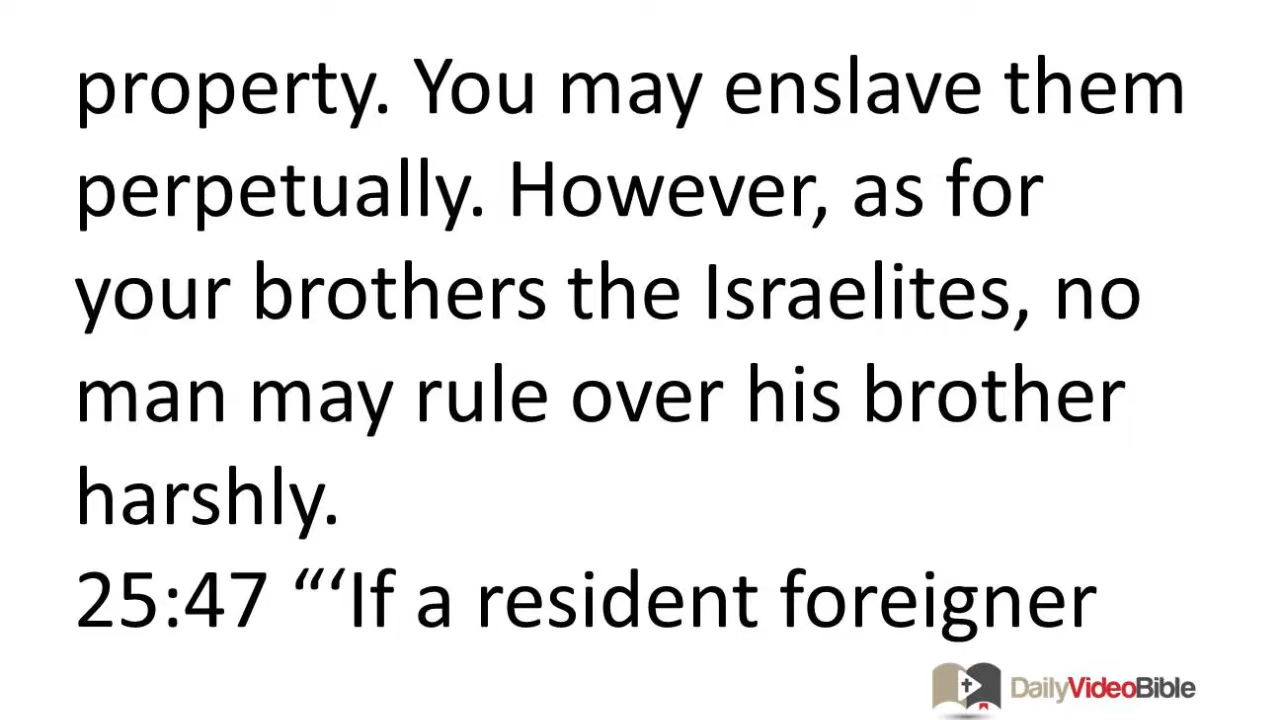 property. You may enslave them
perpetually. However, as for
your brothers the Israelites, no
man may rule over his brother
harshly.
25:47 “‘If a resident foreigner
DailyVideoBible